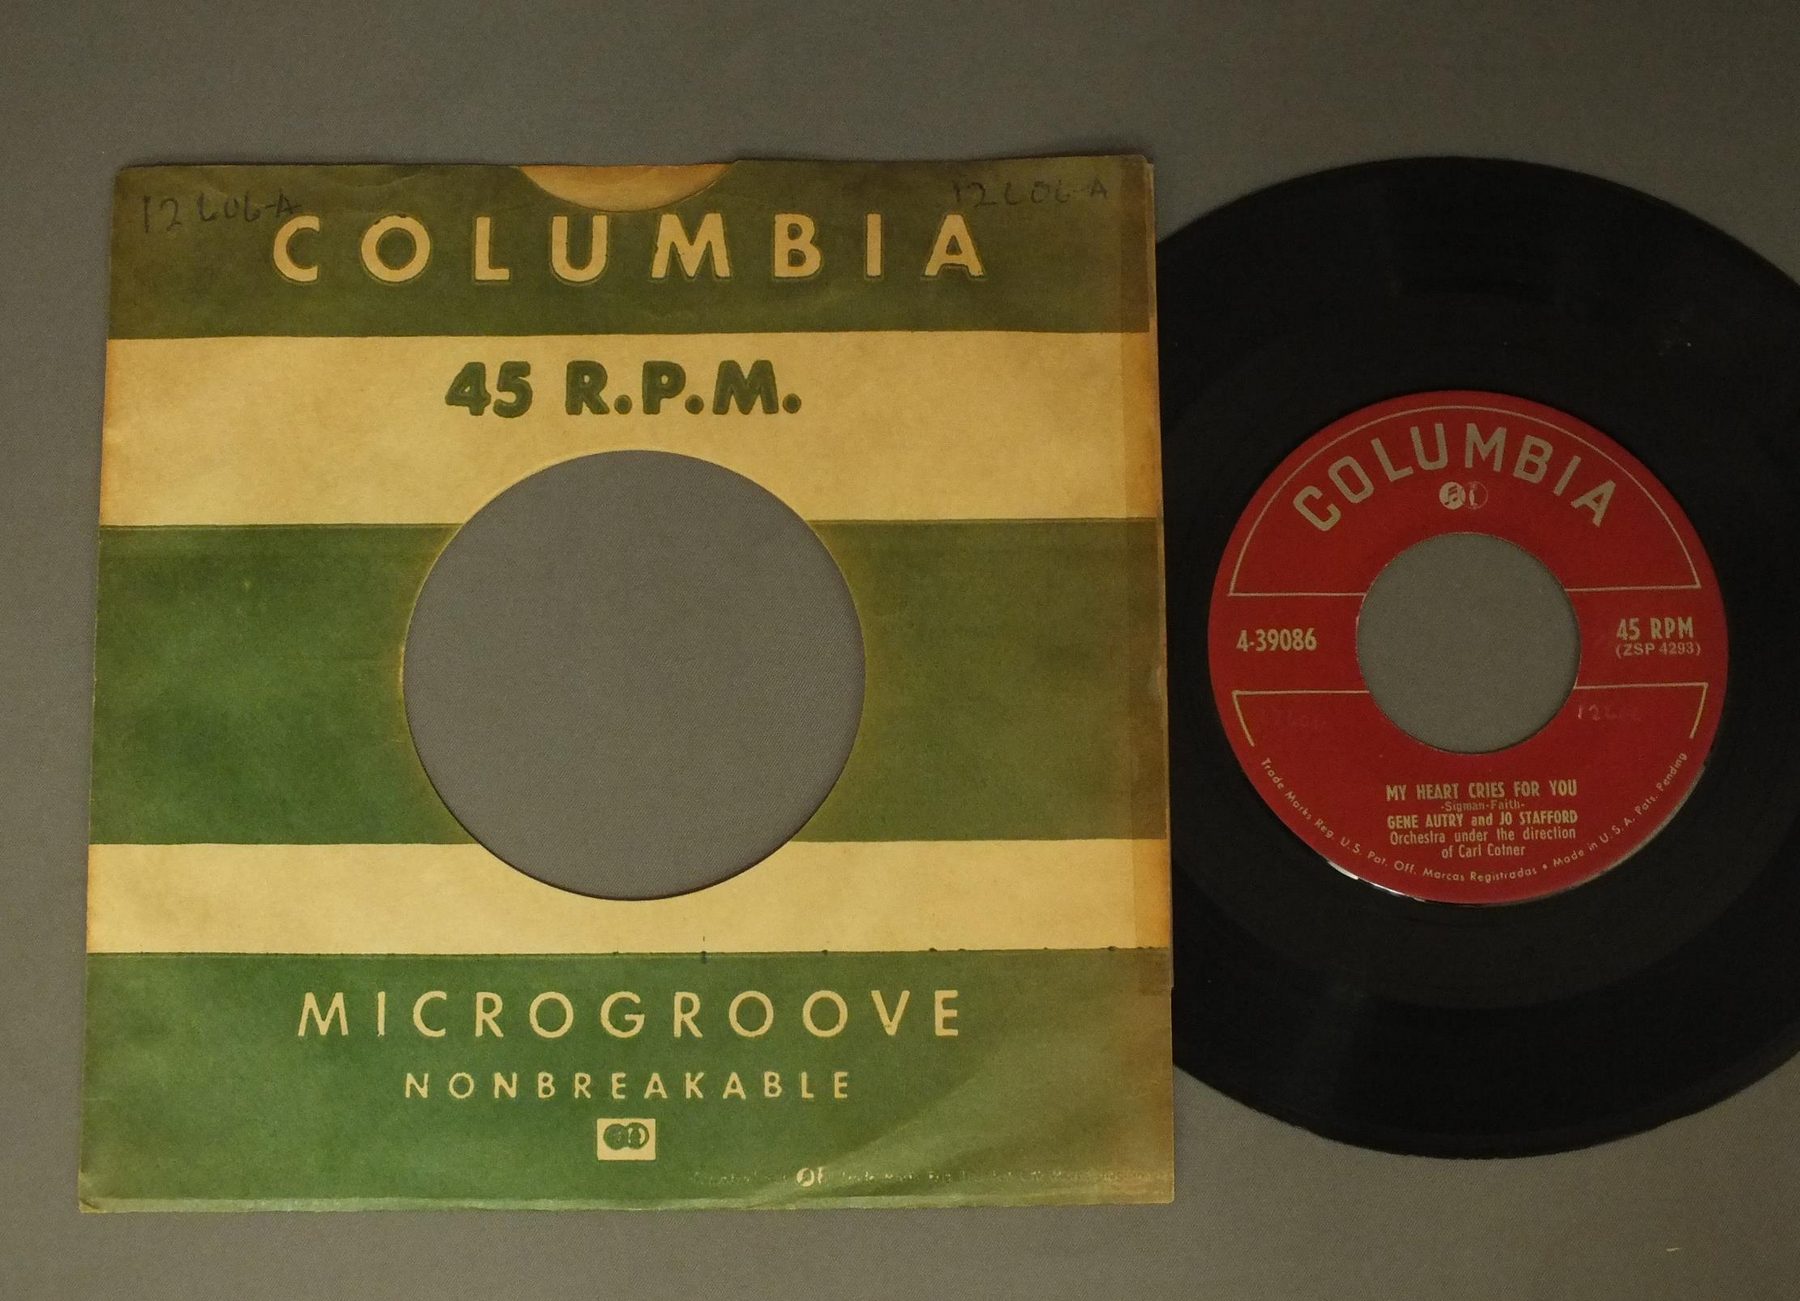 12606-A
12606-A
COLUMBIA
45 R.P.M.
MICROGROOVE
NONBREAKABLE
COLUMBIA
4-39086
45 RPM
(ZSP 4293)
MY HEART CRIES FOR YOU
-Sigman-Faith-
GENE AUTRY and JO STAFFORD
Orchestra under the direction
of Carl Cotner
Trade Marks Reg. U.S. Pat. Off. Marcas Registradas • Made in U.S.A. Pats. Pending